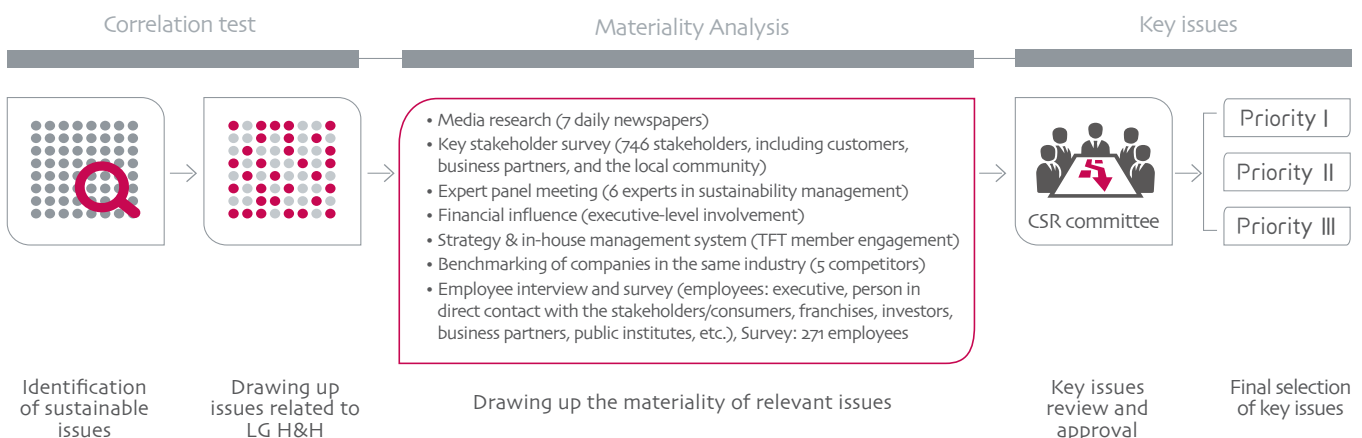 Correlation test
Materiality Analysis
Key issues
• Media research (7 daily newspapers)
• Key stakeholder survey (746 stakeholders, including customers,
business partners, and the local community)
• Expert panel meeting (6 experts in sustainability management)
• Financial influence (executive-level involvement)
• Strategy & in-house management system (TFT member engagement)
• Benchmarking of companies in the same industry (5 competitors)
• Employee interview and survey (employees: executive, person in
direct contact with the stakeholders/consumers, franchises, investors,
business partners, public institutes, etc.), Survey: 271 employees
CSR committee
Priority I
Priority II
Priority III
Identification
of sustainable
issues
Drawing up
issues related to
LG H&H
Drawing up the materiality of relevant issues
Key issues
review and
approval
Final selection
of key issues